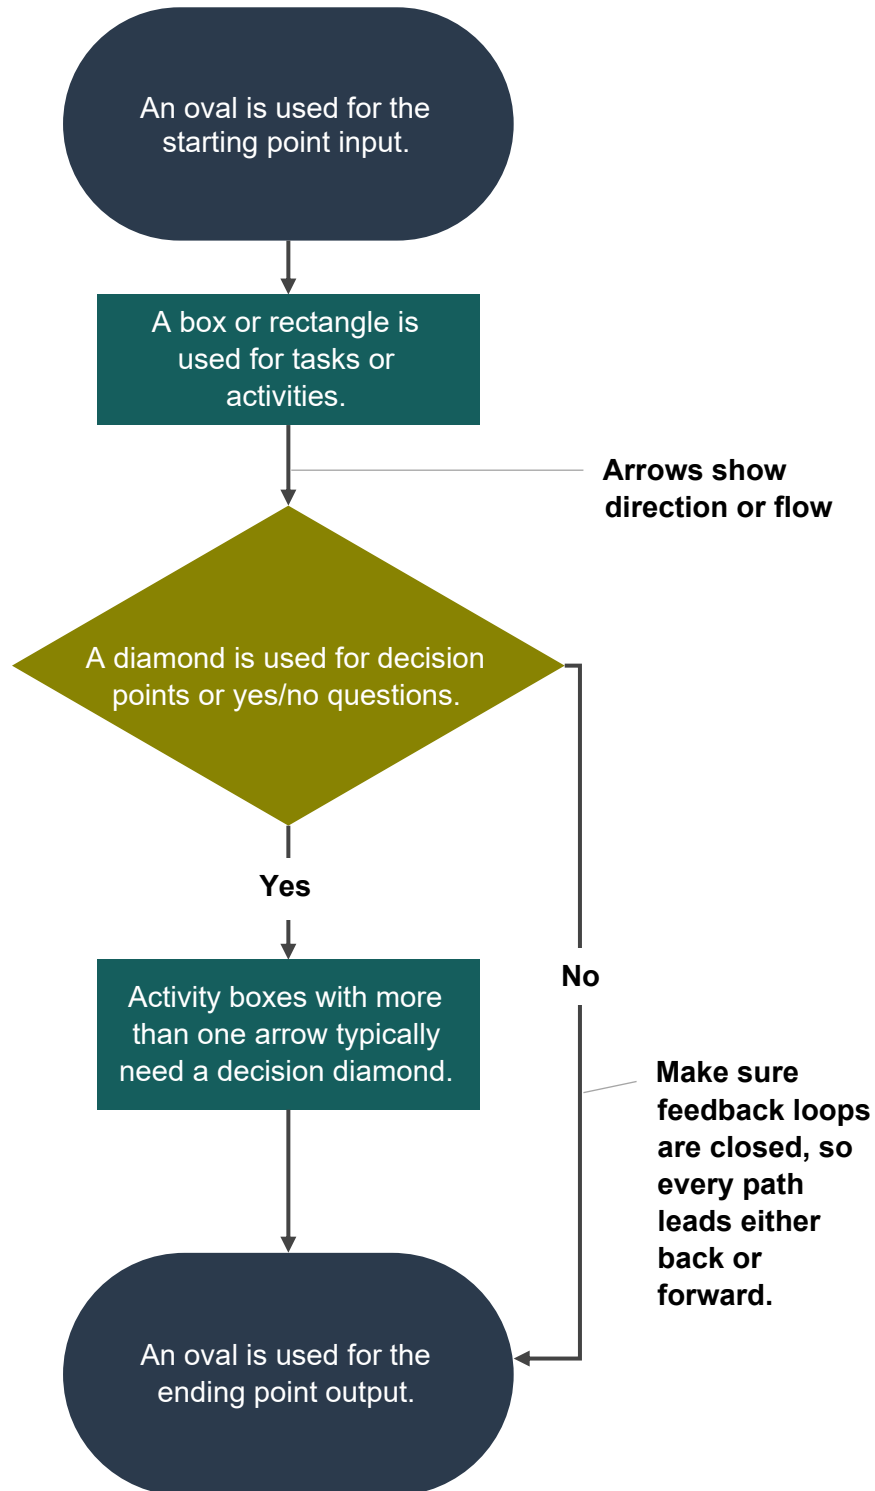 An oval is used for the
starting point input.
A box or rectangle is
used for tasks or
activities.
Arrows show
direction or flow
A diamond is used for decision
points or yes/no questions.
Yes
Activity boxes with more
than one arrow typically
need a decision diamond.
No
Make sure
feedback loops
are closed, so
every path
leads either
back or
forward.
An oval is used for the
ending point output.